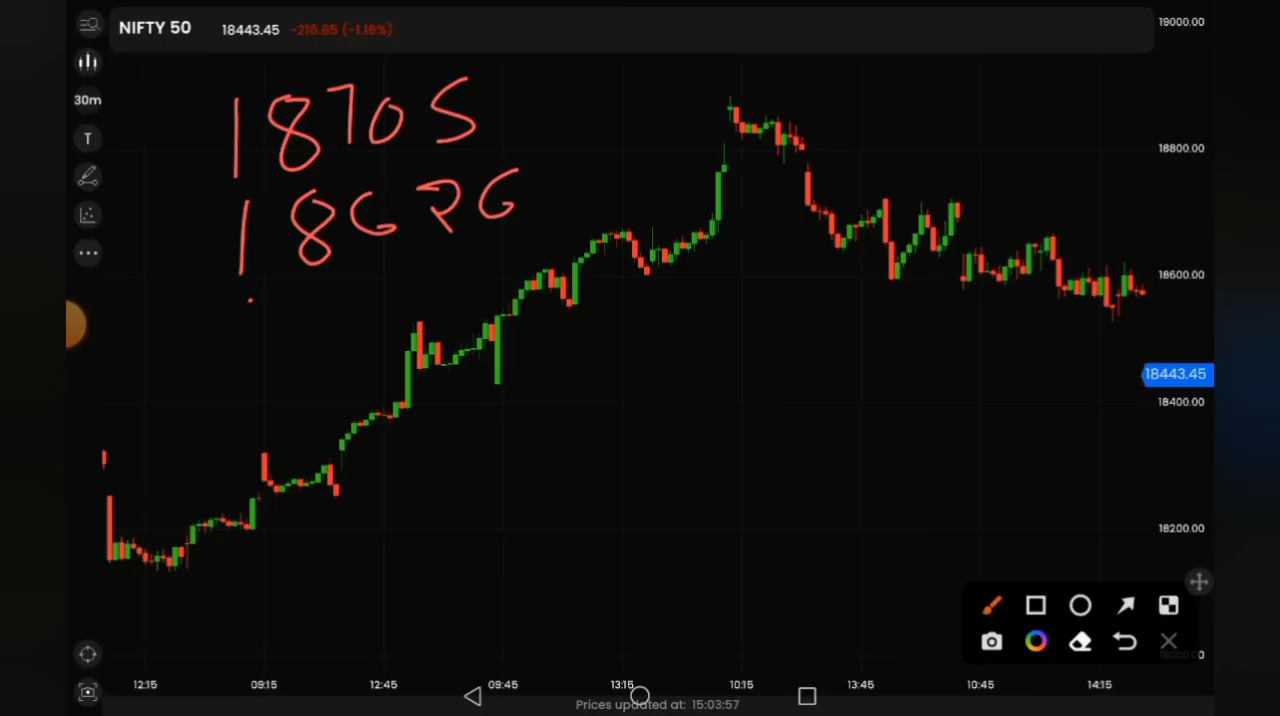 NIFTY 50 18443.45 -216.85 (-1.16%)
30m
T
1870 S
18G2G
19000.00
18800.00
18600.00
18443.45
18400.00
18200.00
12:15 09:15 12:45 09:45 13:15 10:15 13:45 10:45 14:15
Prices updated at: 15:03:57